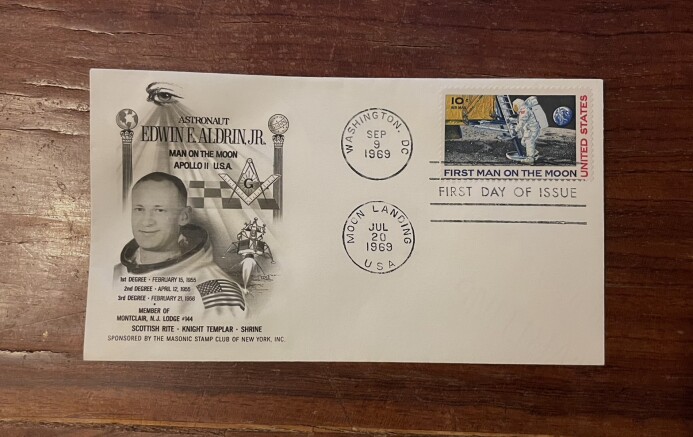 ASTRONAUT
EDWIN E. ALDRIN, JR.
MAN ON THE MOON
APOLLO II U.S.A.
G
1st DEGREE · FEBRUARY 15, 1955
2nd DEGREE · APRIL 12, 1955
3rd DEGREE · FEBRUARY 21, 1956
MEMBER OF
MONTCLAIR, N.J. LODGE #144
SCOTTISH RITE · KNIGHT TEMPLAR · SHRINE
SPONSORED BY THE MASONIC STAMP CLUB OF NEW YORK, INC.
WASHINGTON, DC
SEP
9
1969
MOON LANDING
JUL
20
1969
USA
10¢
AIR MAIL
UNITED STATES
FIRST MAN ON THE MOON
FIRST DAY OF ISSUE